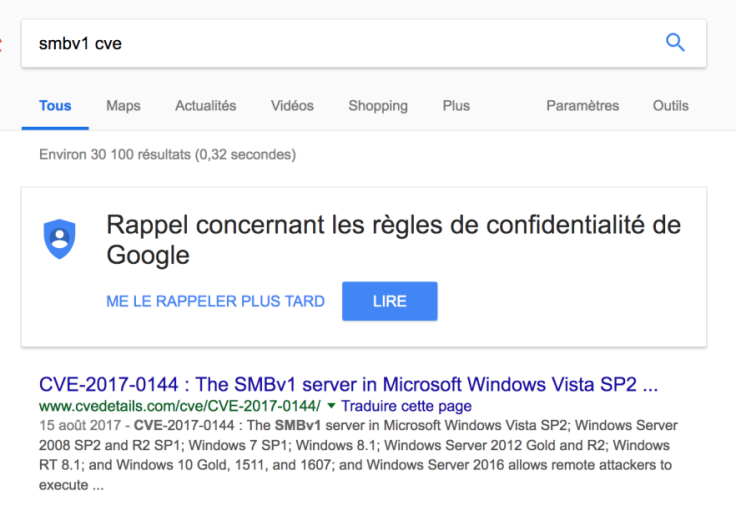 smbv1 cve
Tous Maps Actualités Vidéos Shopping Plus Paramètres Outils
Environ 30 100 résultats (0,32 secondes)
Rappel concernant les règles de confidentialité de
Google
ME LE RAPPELER PLUS TARD LIRE
CVE-2017-0144 : The SMBv1 server in Microsoft Windows Vista SP2 ...
www.cvedetails.com/cve/CVE-2017-0144/ ▼ Traduire cette page
15 août 2017 - CVE-2017-0144 : The SMBv1 server in Microsoft Windows Vista SP2; Windows Server
2008 SP2 and R2 SP1; Windows 7 SP1; Windows 8.1; Windows Server 2012 Gold and R2; Windows
RT 8.1; and Windows 10 Gold, 1511, and 1607; and Windows Server 2016 allows remote attackers to
execute ...